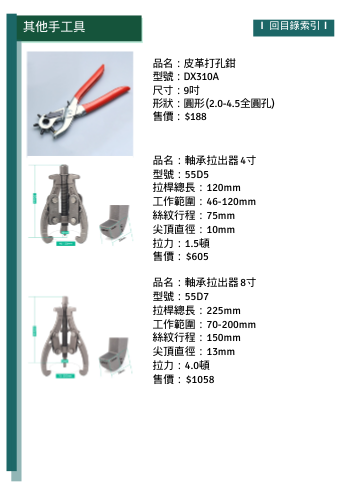 其他手工具
I 回目錄索引 I
品名：皮革打孔鉗
型號：DX310A
尺寸：9吋
形狀：圓形(2.0-4.5全圓孔)
售價：$188
品名：軸承拉出器 4寸
型號：55D5
拉桿總長：120mm
工作範圍：46-120mm
絲紋行程：75mm
尖頂直徑：10mm
拉力：1.5頓
售價： $605
品名：軸承拉出器 8寸
型號：55D7
拉桿總長：225mm
工作範圍：70-200mm
絲紋行程：150mm
尖頂直徑：13mm
拉力：4.0頓
售價： $1058